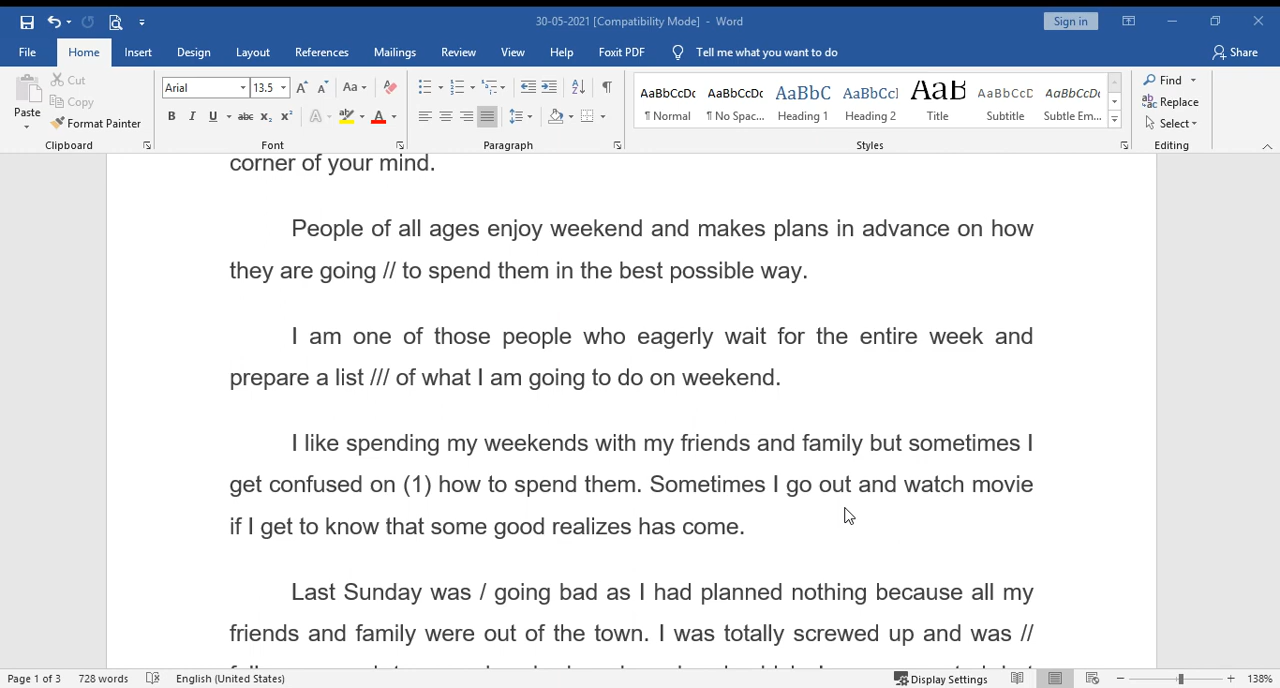 30-05-2021 [Compatibility Mode] - Word
Sign in
File Home Insert Design Layout References Mailings Review View Help Foxit PDF Tell me what you want to do Share
Paste
Cut
Copy
Format Painter
Clipboard
Arial 13.5
Font
Paragraph
AaBbCcDc AaBbCcDc AaBbC AaBbCcI AaB AaBbCcD AaBbCcDc
¶ Normal ¶ No Spac... Heading 1 Heading 2 Title Subtitle Subtle Em...
Styles
Find
Replace
Select
Editing
corner of your mind.
People of all ages enjoy weekend and makes plans in advance on how
they are going // to spend them in the best possible way.
I am one of those people who eagerly wait for the entire week and
prepare a list /// of what I am going to do on weekend.
I like spending my weekends with my friends and family but sometimes I
get confused on (1) how to spend them. Sometimes I go out and watch movie
if I get to know that some good realizes has come.
Last Sunday was / going bad as I had planned nothing because all my
friends and family were out of the town. I was totally screwed up and was //
Page 1 of 3 728 words English (United States) Display Settings 138%